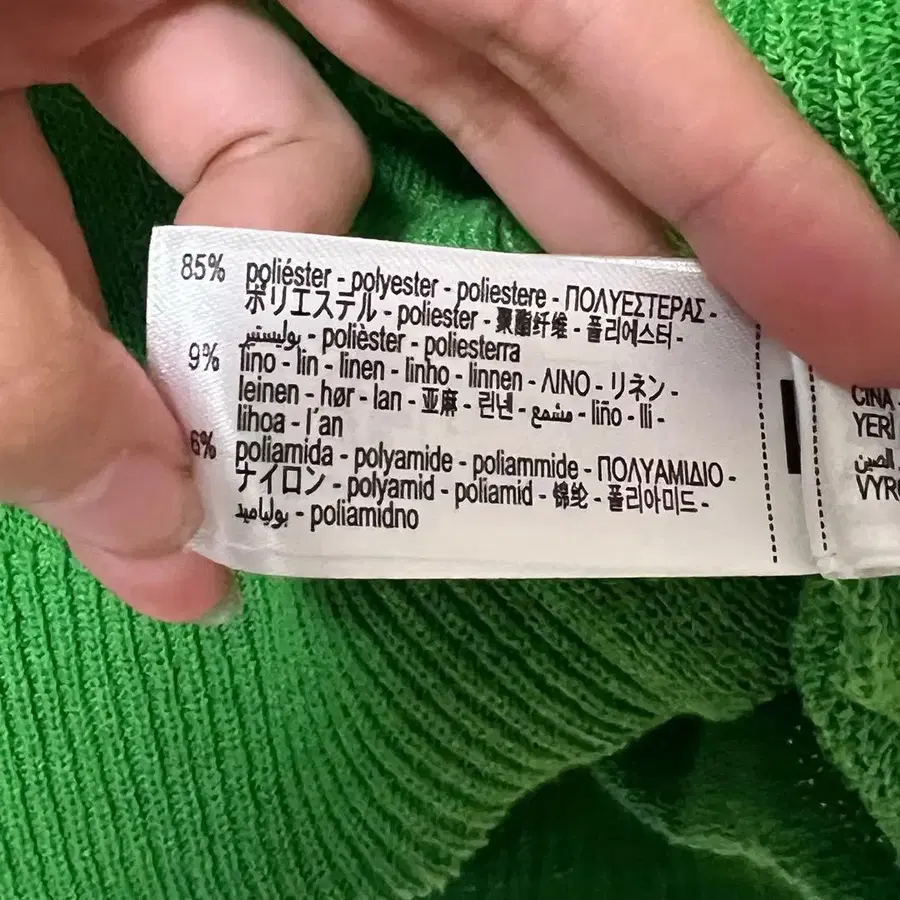 85% poliéster - polyester - poliestere - ΠΟΛΥΕΣΤΕΡΑΣ -
ポリエステル - poliester - 聚酯纤维 - 폴리에스터 -
بوليستير - polièster - poliesterra
9% lino - lin - linen - linho - linnen - ΛΙΝΟ - リネン -
leinen - hør - lan - 亚麻 - 린넨 - مشمع - liño - lli -
lihoa - l'an
6% poliamida - polyamide - poliammide - ΠΟΛΥΑΜΙΔΙΟ -
ナイロン - polyamid - poliamid - 锦纶 - 폴리아미드 -
بولياميد - poliamidno
CINA -
YERİ
الصين